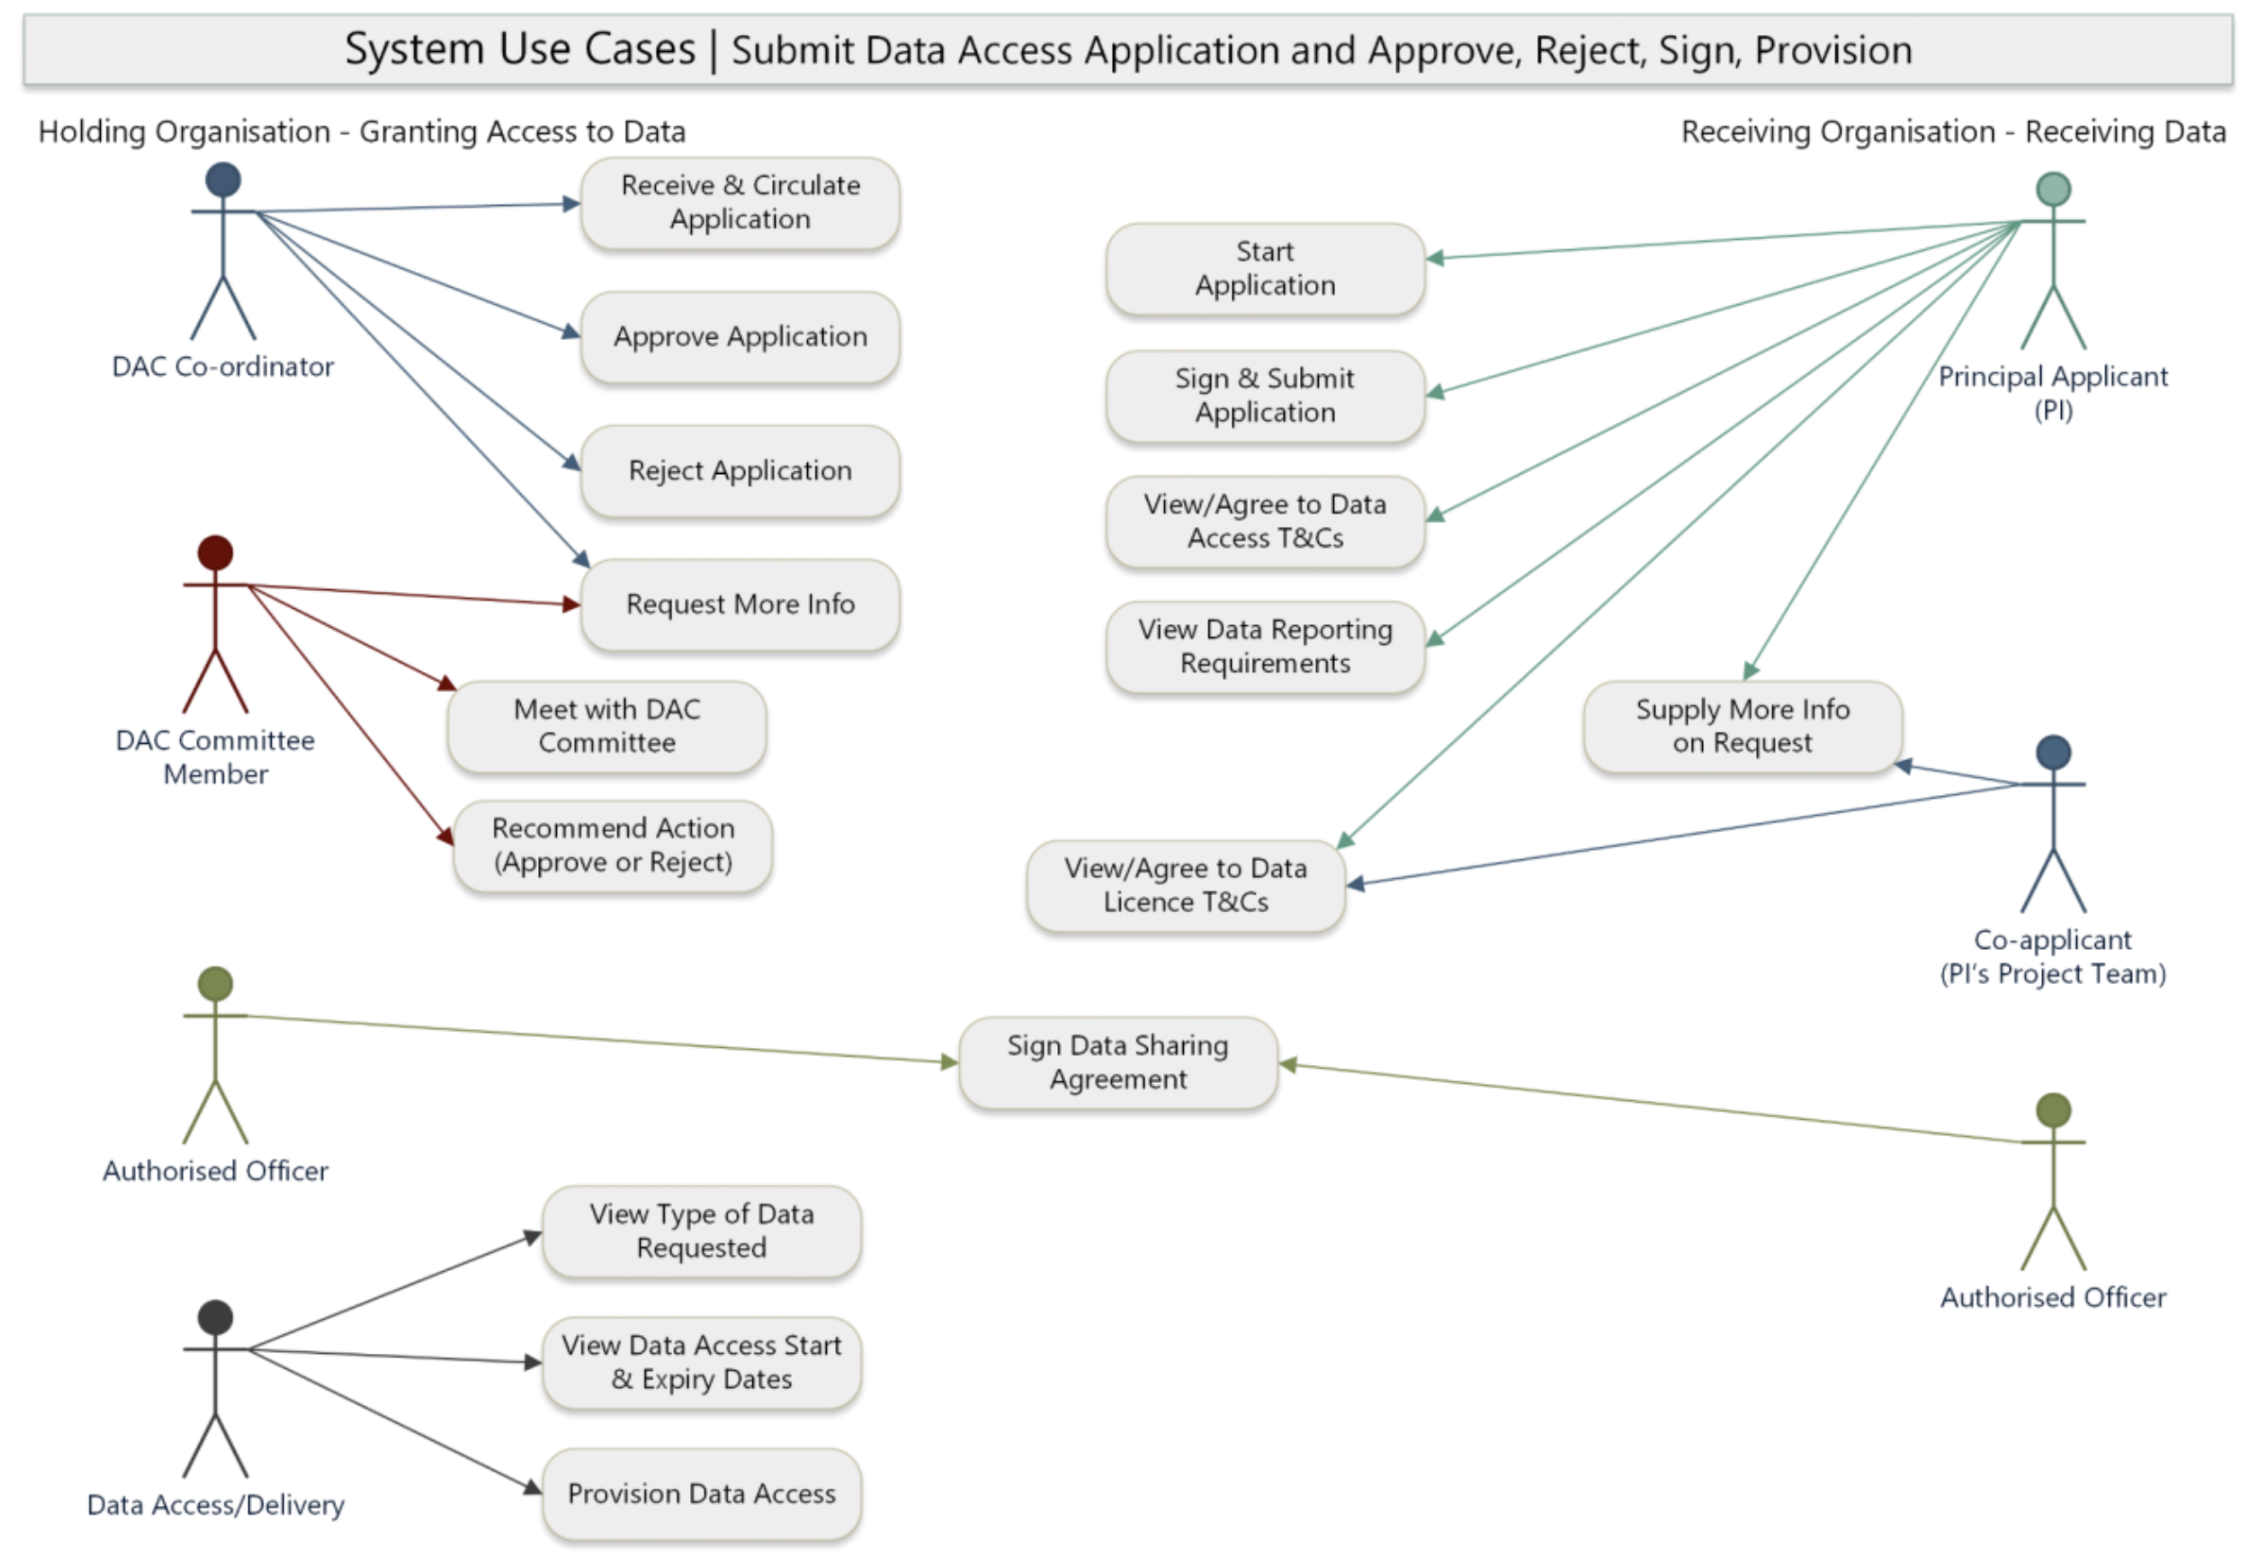 System Use Cases | Submit Data Access Application and Approve, Reject, Sign, Provision
Holding Organisation - Granting Access to Data
Receiving Organisation - Receiving Data
Receive & Circulate
Application
Approve Application
Reject Application
DAC Co-ordinator
Request More Info
Meet with DAC
Committee
Recommend Action
(Approve or Reject)
DAC Committee
Member
Start
Application
Sign & Submit
Application
View/Agree to Data
Access T&Cs
View Data Reporting
Requirements
Principal Applicant
(PI)
Supply More Info
on Request
View/Agree to Data
Licence T&Cs
Co-applicant
(PI's Project Team)
Sign Data Sharing
Agreement
Authorised Officer
Authorised Officer
View Type of Data
Requested
View Data Access Start
& Expiry Dates
Provision Data Access
Data Access/Delivery